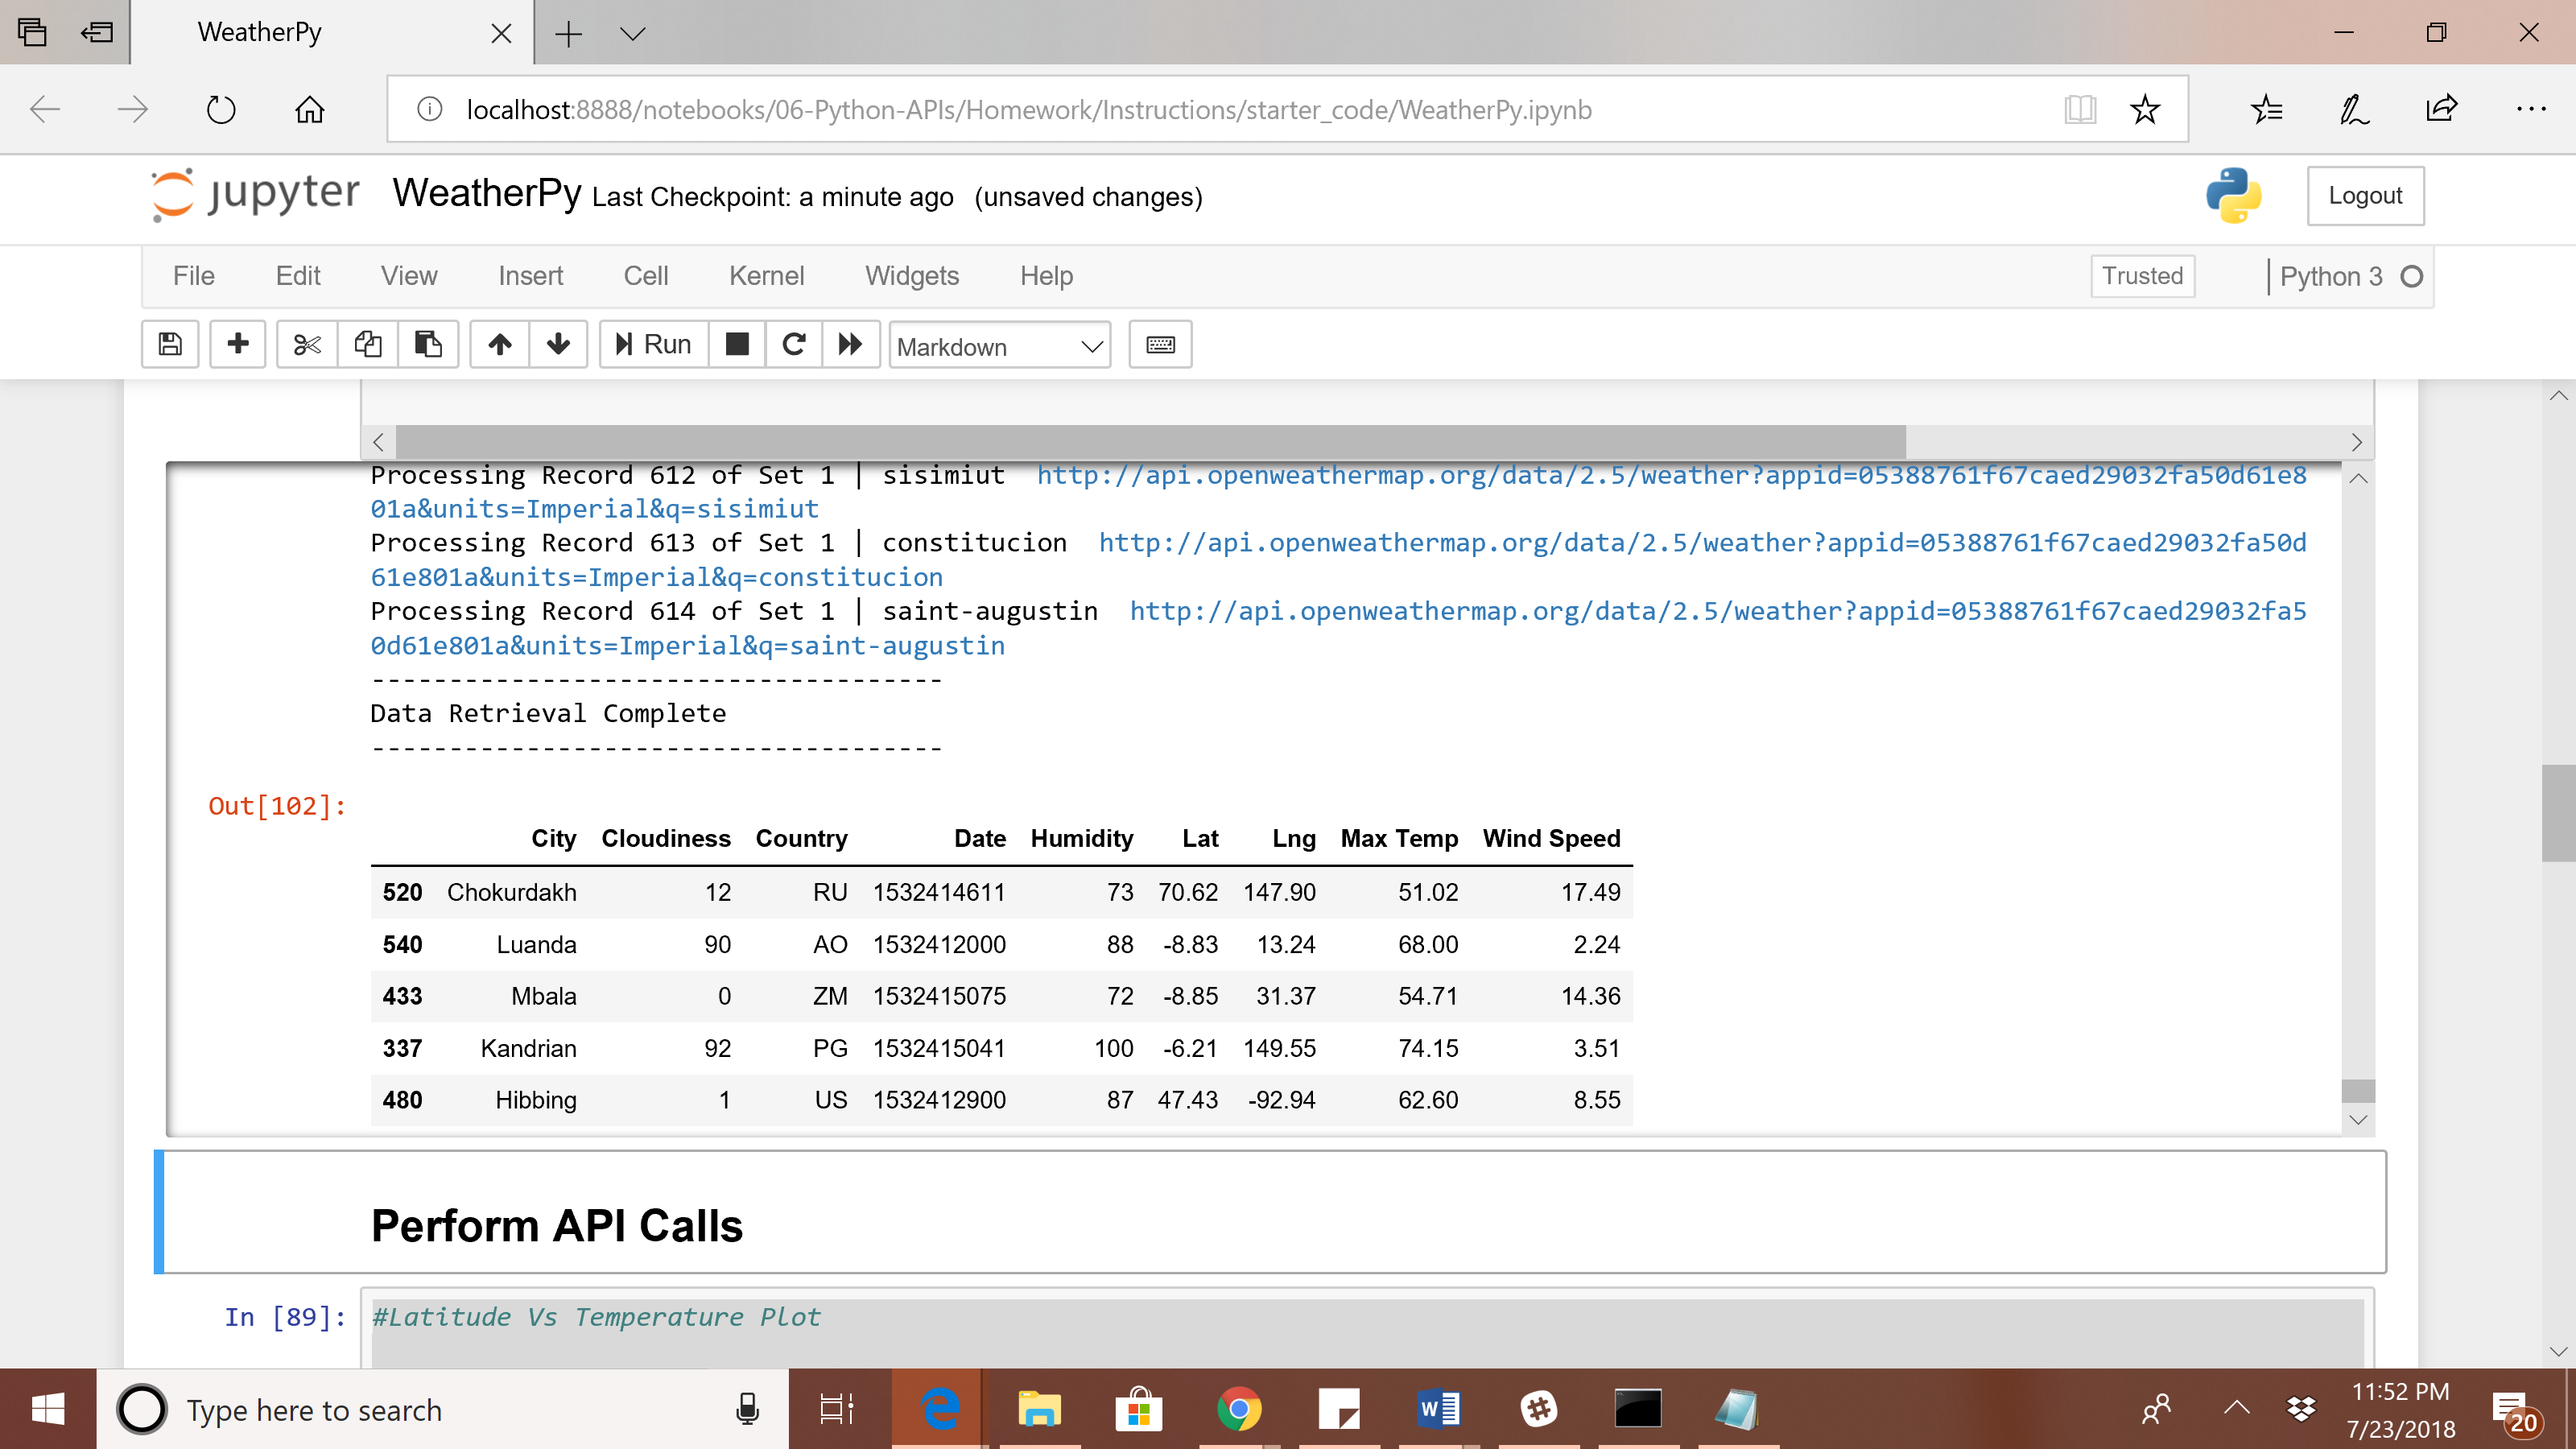 WeatherPy
localhost:8888/notebooks/06-Python-APIs/Homework/Instructions/starter_code/WeatherPy.ipynb
jupyter WeatherPy Last Checkpoint: a minute ago (unsaved changes) Logout
File Edit View Insert Cell Kernel Widgets Help Trusted Python 3
Run Markdown
Processing Record 612 of Set 1 | sisimiut http://api.openweathermap.org/data/2.5/weather?appid=05388761f67caed29032fa50d61e8
01a&units=Imperial&q=sisimiut
Processing Record 613 of Set 1 | constitucion http://api.openweathermap.org/data/2.5/weather?appid=05388761f67caed29032fa50d
61e801a&units=Imperial&q=constitucion
Processing Record 614 of Set 1 | saint-augustin http://api.openweathermap.org/data/2.5/weather?appid=05388761f67caed29032fa5
0d61e801a&units=Imperial&q=saint-augustin
-------------------------------------
Data Retrieval Complete
-------------------------------------
Out[102]:
City Cloudiness Country Date Humidity Lat Lng Max Temp Wind Speed
520 Chokurdakh 12 RU 1532414611 73 70.62 147.90 51.02 17.49
540 Luanda 90 AO 1532412000 88 -8.83 13.24 68.00 2.24
433 Mbala 0 ZM 1532415075 72 -8.85 31.37 54.71 14.36
337 Kandrian 92 PG 1532415041 100 -6.21 149.55 74.15 3.51
480 Hibbing 1 US 1532412900 87 47.43 -92.94 62.60 8.55
Perform API Calls
In [89]: #Latitude Vs Temperature Plot
Type here to search
11:52 PM
7/23/2018
20